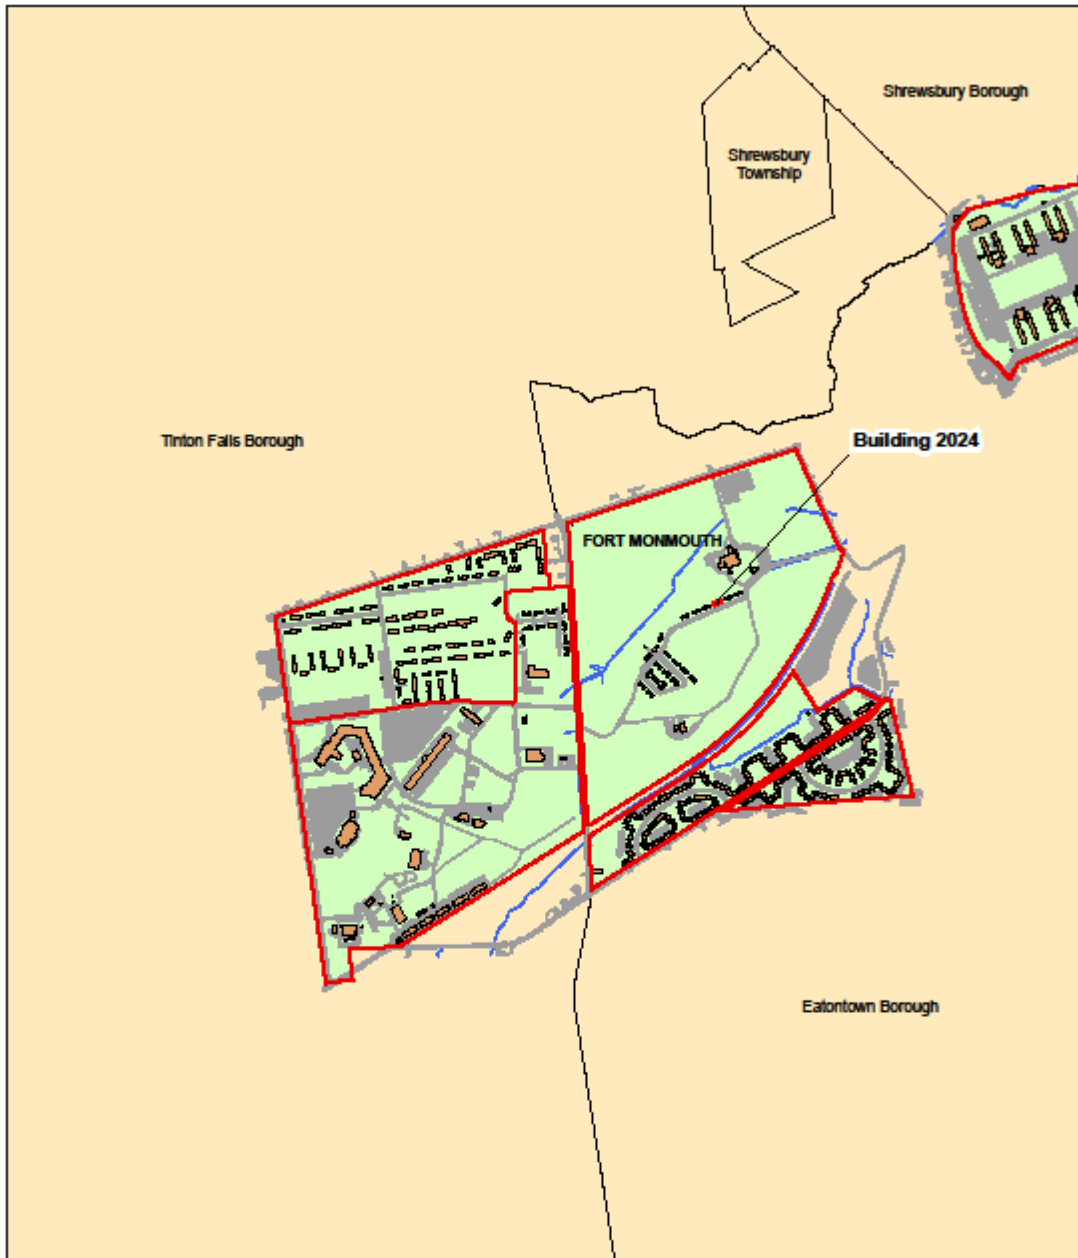 Shrewsbury Borough
Shrewsbury
Township
Tinton Falls Borough
Building 2024
FORT MONMOUTH
Eatontown Borough